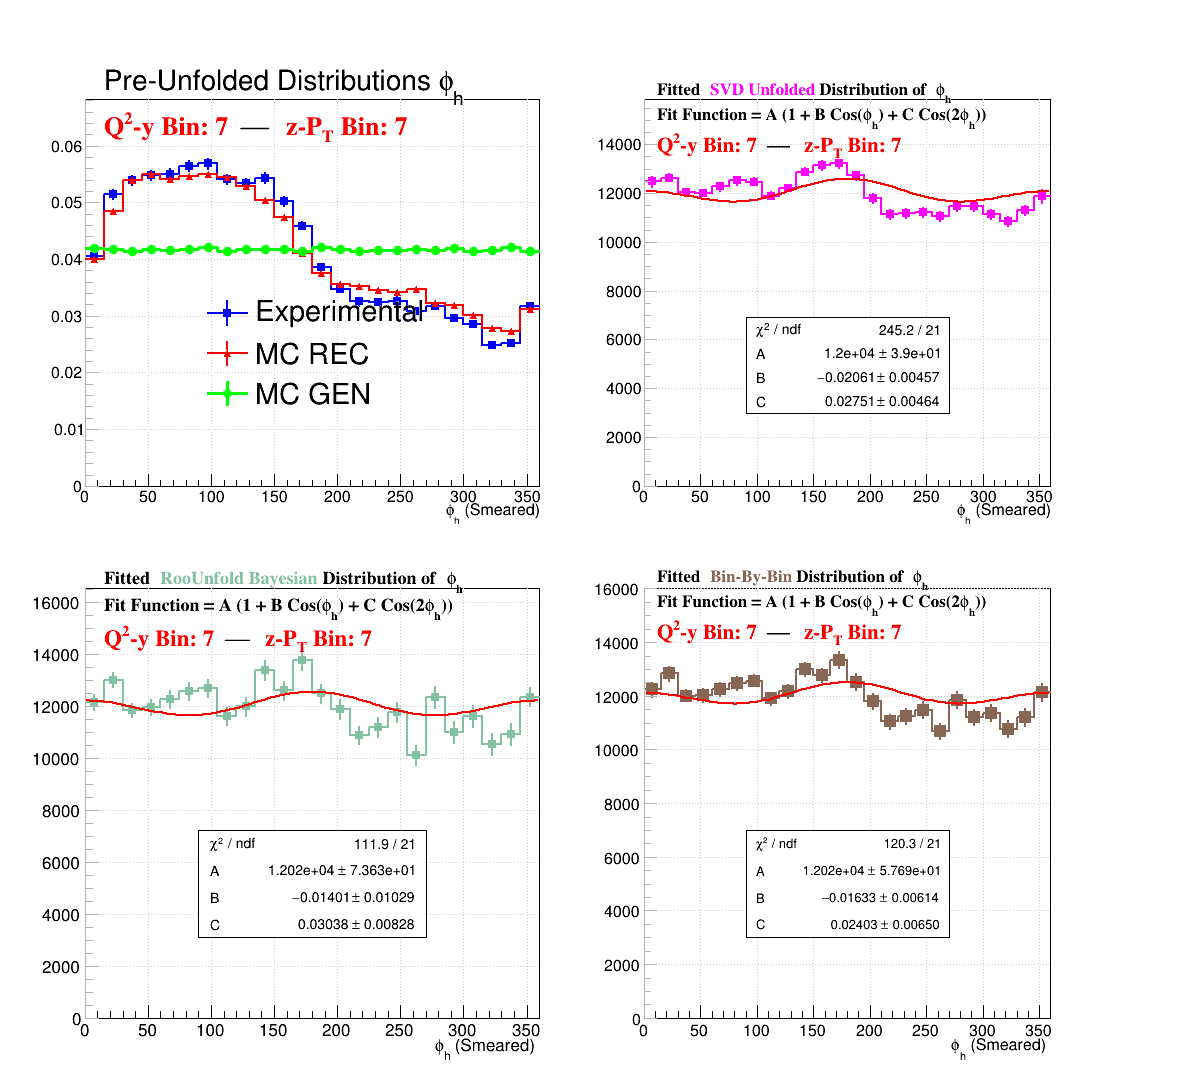 Pre-Unfolded Distributions ϕh
Q²-y Bin: 7 — z-PT Bin: 7
0.06
0.05
0.04
0.03
0.02
0.01
0
Experimental
MC REC
MC GEN
0 50 100 150 200 250 300 350
ϕh (Smeared)
Fitted SVD Unfolded Distribution of ϕh
Fit Function = A (1 + B Cos(ϕh) + C Cos(2ϕh))
Q²-y Bin: 7 — z-PT Bin: 7
14000
12000
10000
8000
6000
4000
2000
0
χ² / ndf 245.2 / 21
A 1.2e+04 ± 3.9e+01
B −0.02061 ± 0.00457
C 0.02751 ± 0.00464
0 50 100 150 200 250 300 350
ϕh (Smeared)
Fitted RooUnfold Bayesian Distribution of ϕh
Fit Function = A (1 + B Cos(ϕh) + C Cos(2ϕh))
Q²-y Bin: 7 — z-PT Bin: 7
16000
14000
12000
10000
8000
6000
4000
2000
0
χ² / ndf 111.9 / 21
A 1.202e+04 ± 7.363e+01
B −0.01401 ± 0.01029
C 0.03038 ± 0.00828
0 50 100 150 200 250 300 350
ϕh (Smeared)
Fitted Bin-By-Bin Distribution of ϕh
Fit Function = A (1 + B Cos(ϕh) + C Cos(2ϕh))
Q²-y Bin: 7 — z-PT Bin: 7
16000
14000
12000
10000
8000
6000
4000
2000
0
χ² / ndf 120.3 / 21
A 1.202e+04 ± 5.769e+01
B −0.01633 ± 0.00614
C 0.02403 ± 0.00650
0 50 100 150 200 250 300 350
ϕh (Smeared)